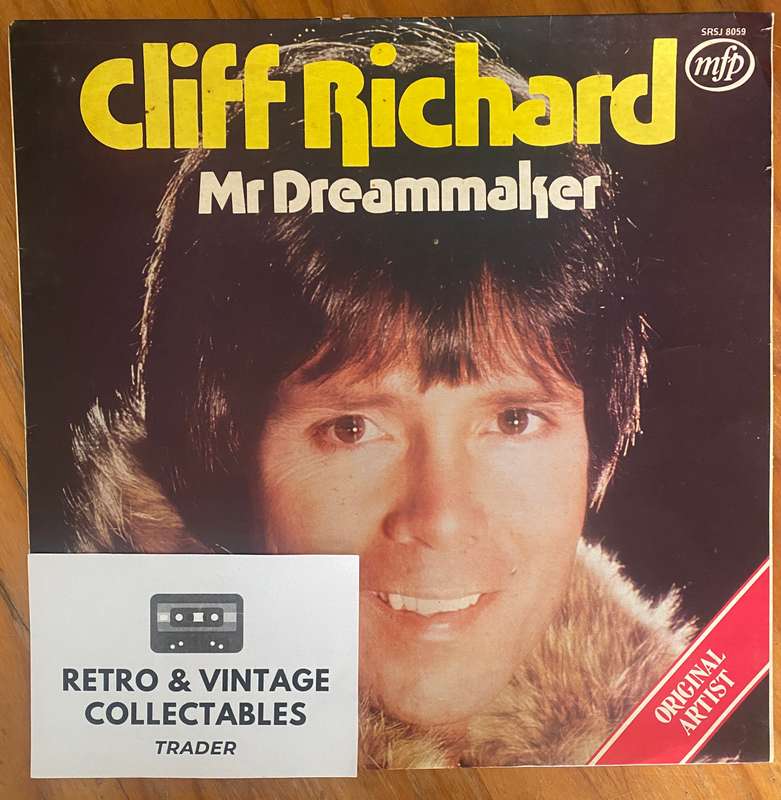 SRSJ 8059
mfp
Cliff Richard
Mr Dreammaker
ORIGINAL
ARTIST
RETRO & VINTAGE
COLLECTABLES
TRADER